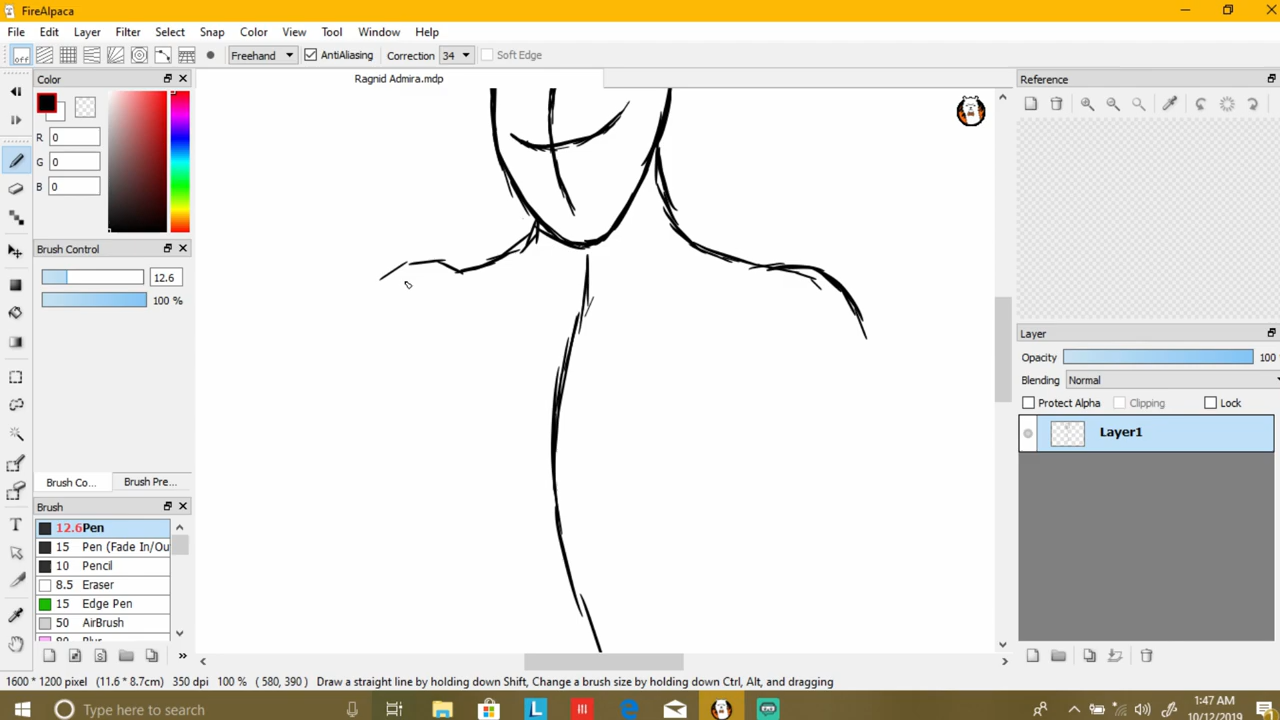 FireAlpaca
File Edit Layer Filter Select Snap Color View Tool Window Help
off Freehand AntiAliasing Correction 34 Soft Edge
Color
Ragnid Admira.mdp
Reference
R 0
G 0
B 0
Brush Control
12.6
100 %
Layer
Opacity 100
Blending Normal
Protect Alpha Clipping Lock
Layer1
Brush Co... Brush Pre...
Brush
12.6 Pen
15 Pen (Fade In/Ou
10 Pencil
8.5 Eraser
15 Edge Pen
50 AirBrush
80 Blur
T
S
1600 * 1200 pixel (11.6 * 8.7cm) 350 dpi 100 % ( 580, 390 ) Draw a straight line by holding down Shift, Change a brush size by holding down Ctrl, Alt, and dragging
Type here to search
L
1:47 AM
10/12/2019